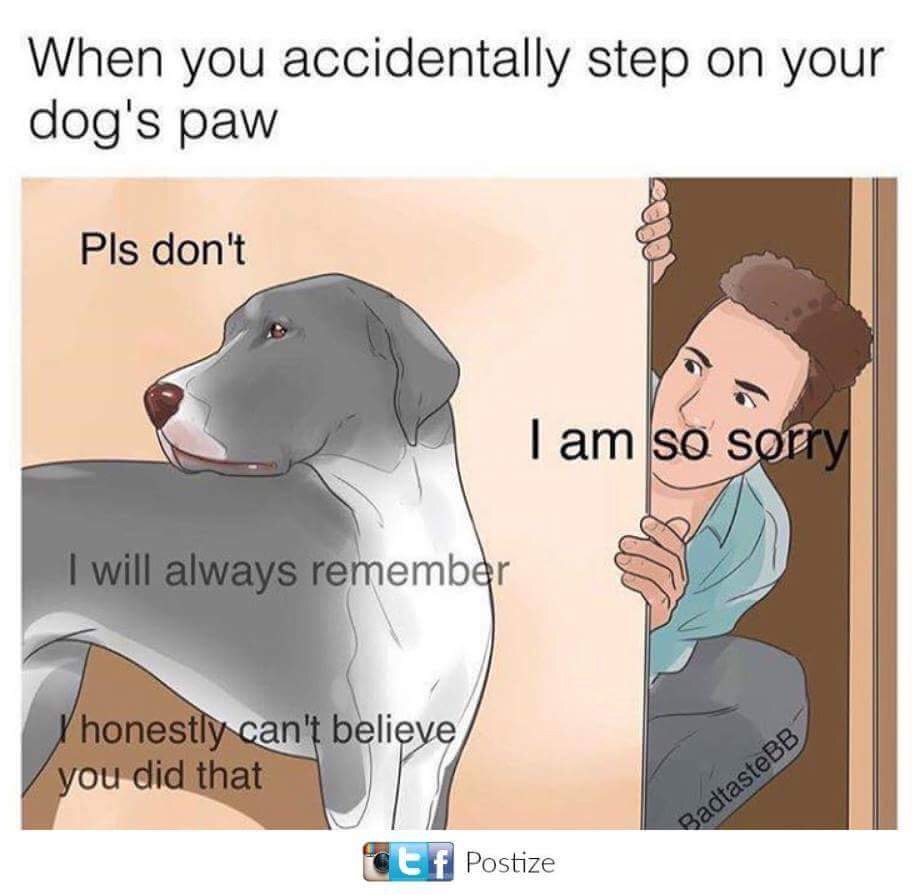 When you accidentally step on your
dog's paw
Pls don't
I am so sorry
I will always remember
I honestly can't believe
you did that
BadtasteBB
Postize